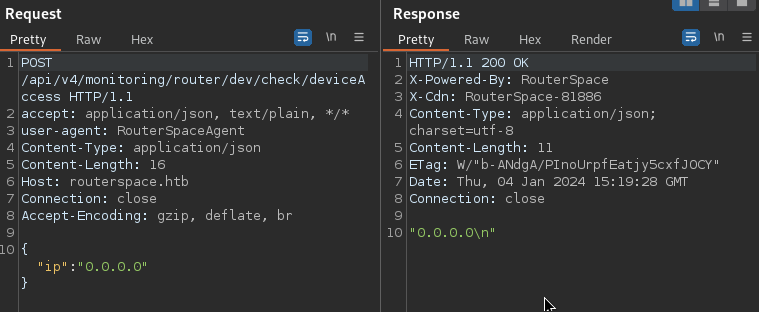 Request
Pretty Raw Hex \n
1 POST
/api/v4/monitoring/router/dev/check/deviceA
ccess HTTP/1.1
2 accept: application/json, text/plain, */*
3 user-agent: RouterSpaceAgent
4 Content-Type: application/json
5 Content-Length: 16
6 Host: routerspace.htb
7 Connection: close
8 Accept-Encoding: gzip, deflate, br
9
10 {
"ip":"0.0.0.0"
}
Response
Pretty Raw Hex Render \n
1 HTTP/1.1 200 OK
2 X-Powered-By: RouterSpace
3 X-Cdn: RouterSpace-81886
4 Content-Type: application/json;
charset=utf-8
5 Content-Length: 11
6 ETag: W/"b-ANdgA/PInoUrpfEatjy5cxfJOCY"
7 Date: Thu, 04 Jan 2024 15:19:28 GMT
8 Connection: close
9
10 "0.0.0.0\n"